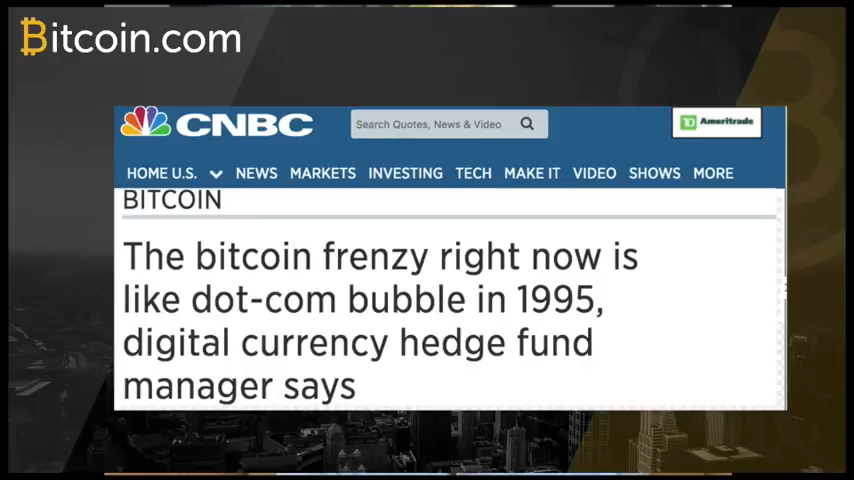 Bitcoin.com
CNBC
Search Quotes, News & Video
TD Ameritrade
HOME U.S. NEWS MARKETS INVESTING TECH MAKE IT VIDEO SHOWS MORE
BITCOIN
The bitcoin frenzy right now is
like dot-com bubble in 1995,
digital currency hedge fund
manager says